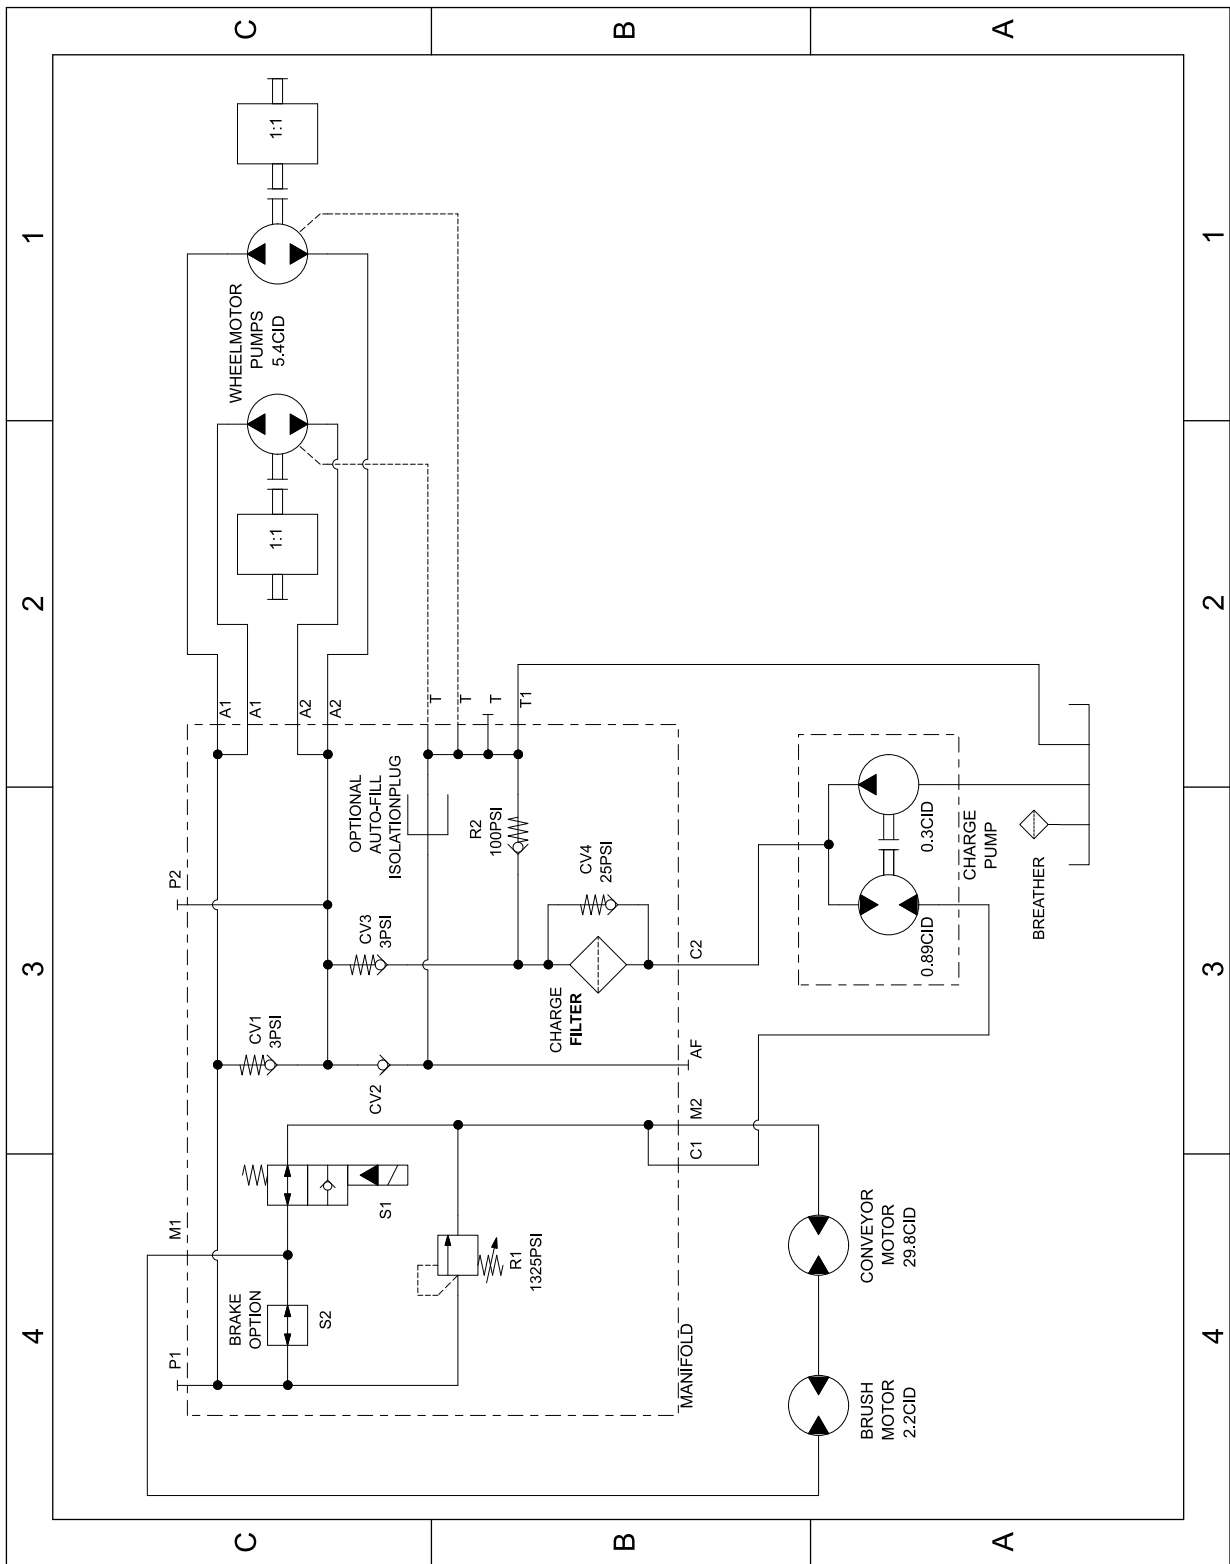 C
B
A
4
3
2
1
P1
M1
P2
BRAKE
OPTION
S2
S1
CV1
3PSI
CV2
CV3
3PSI
R1
1325PSI
OPTIONAL
AUTO-FILL
ISOLATIONPLUG
R2
100PSI
CV4
25PSI
CHARGE
FILTER
A1
A1
A2
A2
T
T
T
T1
MANIFOLD
C1
M2
AF
C2
1:1
WHEELMOTOR
PUMPS
5.4CID
1:1
BRUSH
MOTOR
2.2CID
CONVEYOR
MOTOR
29.8CID
0.89CID
0.3CID
CHARGE
PUMP
BREATHER
4
3
2
1
C
B
A